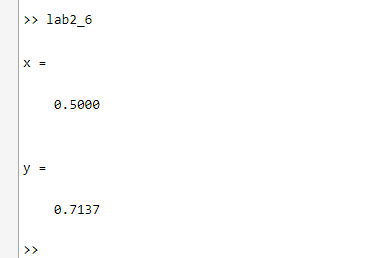 >> lab2_6
x =
0.5000
y =
0.7137
>>